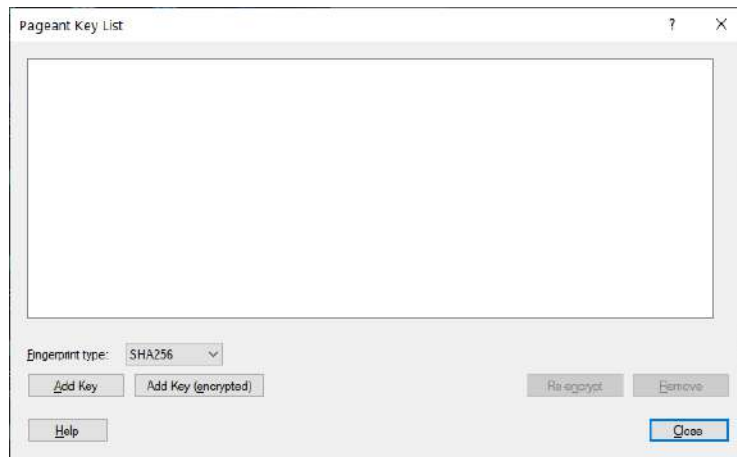 Pageant Key List ?
Fingerprint type: SHA256
Add Key Add Key (encrypted) Re-encrypt Remove
Help Close